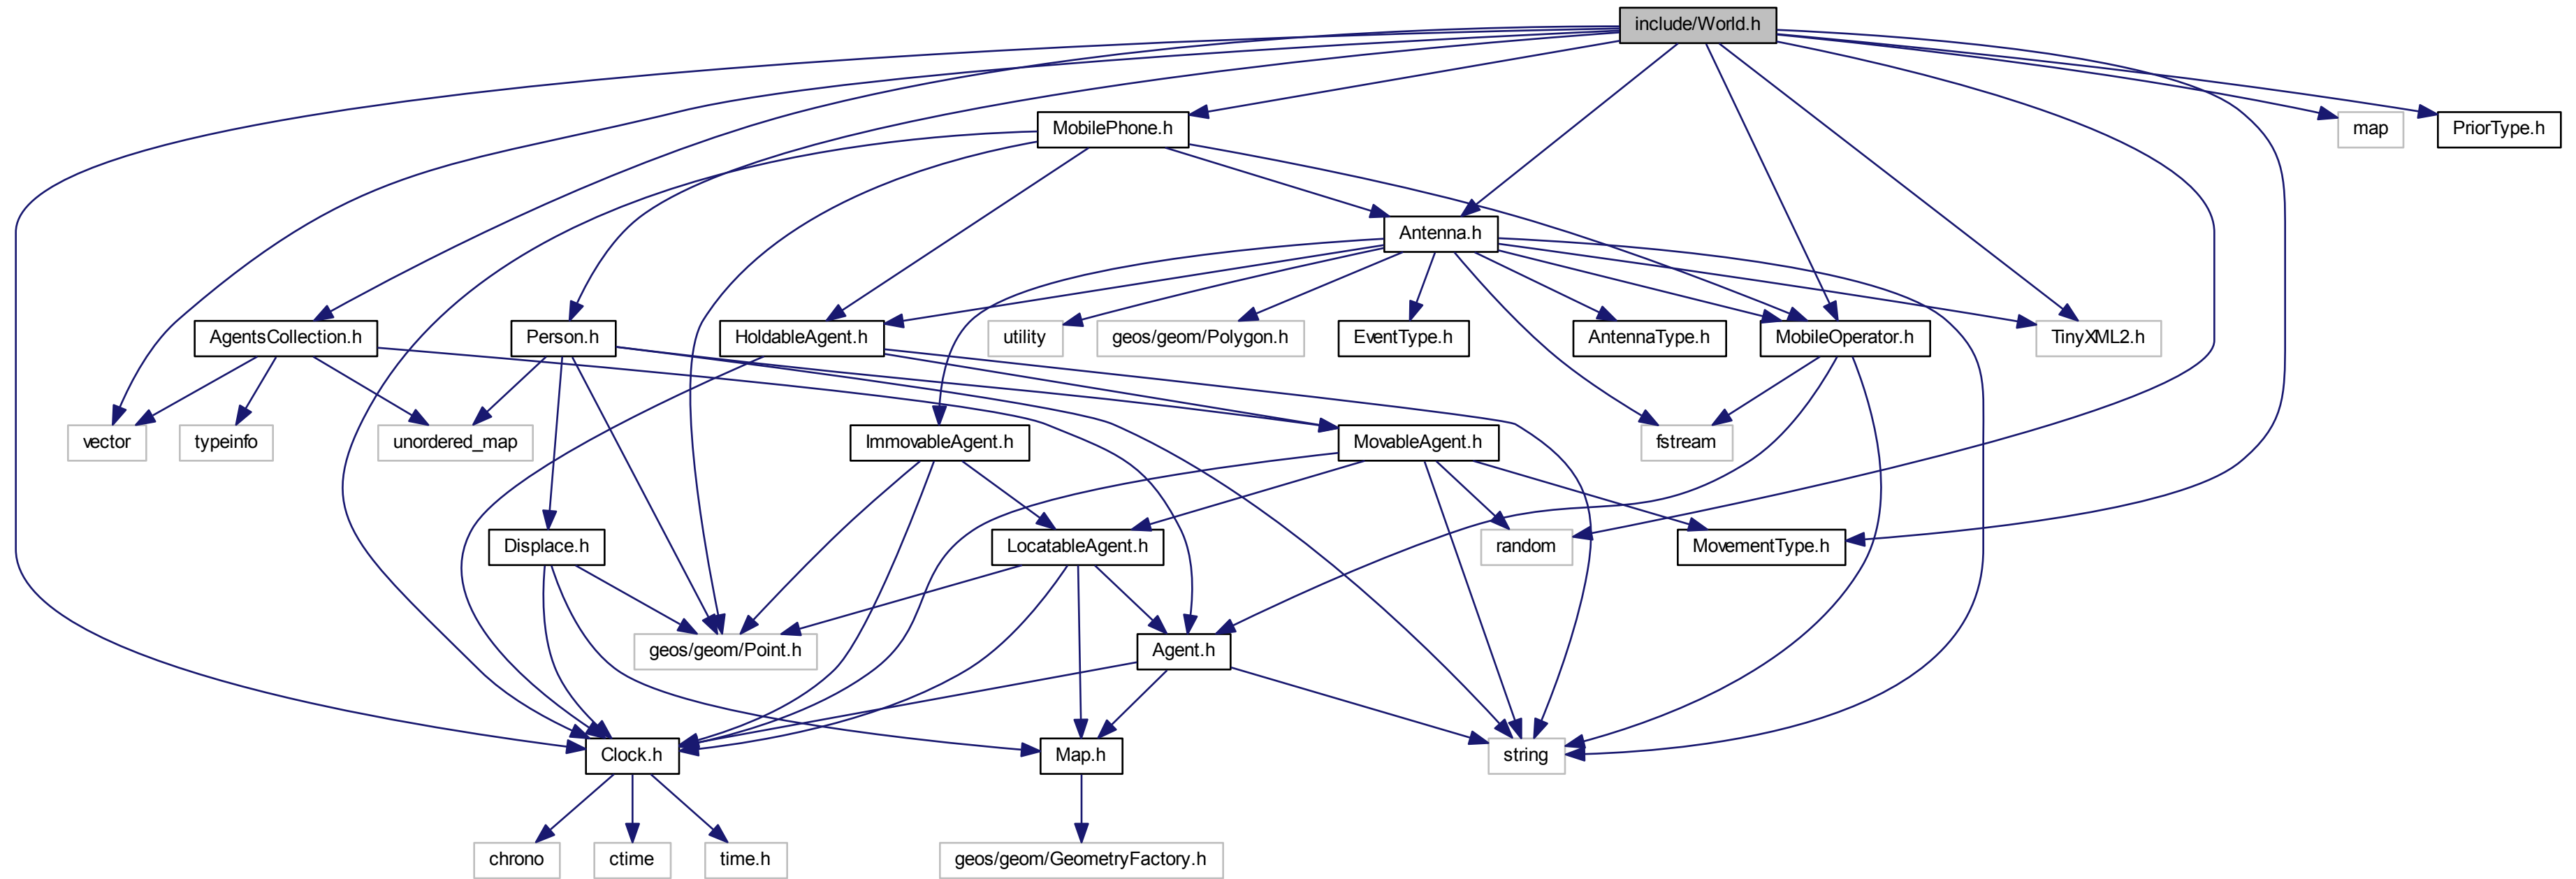 include/World.h
MobilePhone.h
map
PriorType.h
Antenna.h
AgentsCollection.h
Person.h
HoldableAgent.h
utility
geos/geom/Polygon.h
EventType.h
AntennaType.h
MobileOperator.h
TinyXML2.h
vector
typeinfo
unordered_map
ImmovableAgent.h
MovableAgent.h
fstream
Displace.h
LocatableAgent.h
random
MovementType.h
geos/geom/Point.h
Agent.h
Clock.h
Map.h
string
chrono
ctime
time.h
geos/geom/GeometryFactory.h